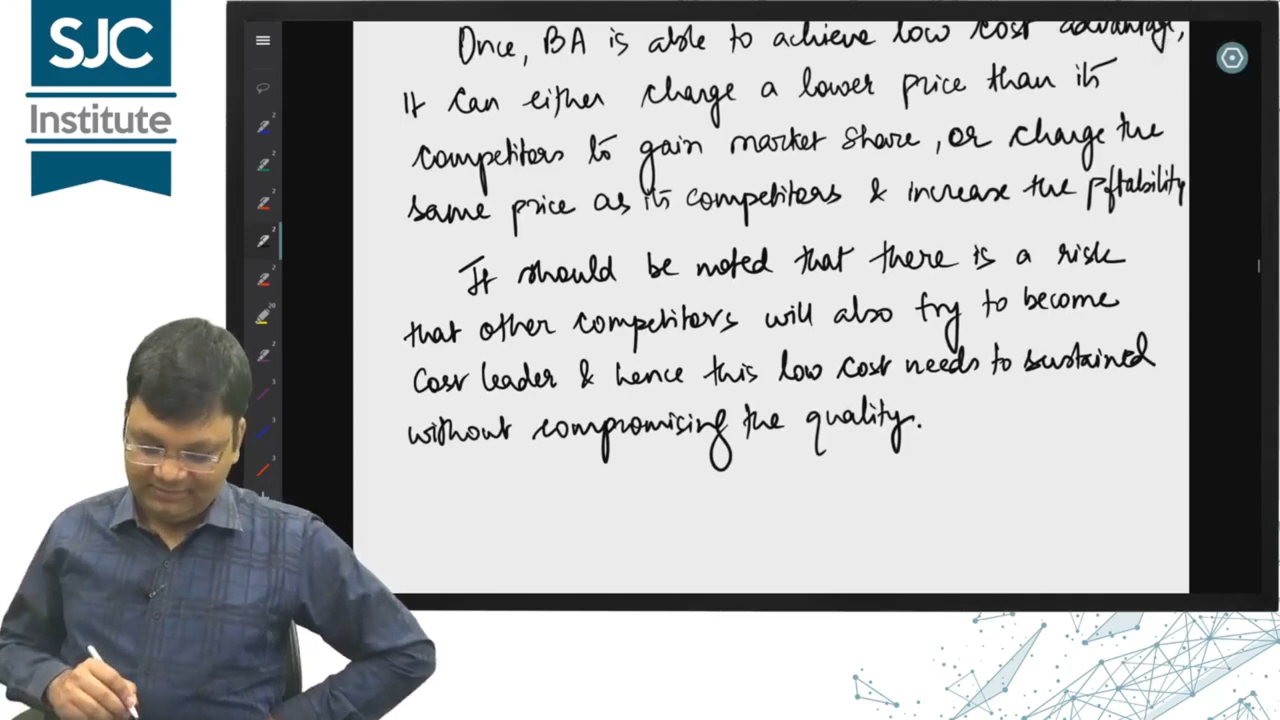 SJC
Institute
Once, BA is able to achieve low cost advantage,
It can either charge a lower price than its
competitors to gain market share, or charge the
same price as its competitors & increase the pftability
It should be noted that there is a risk
that other competitors will also try to become
Cost leader & hence this low cost needs to sustained
without compromising the quality.